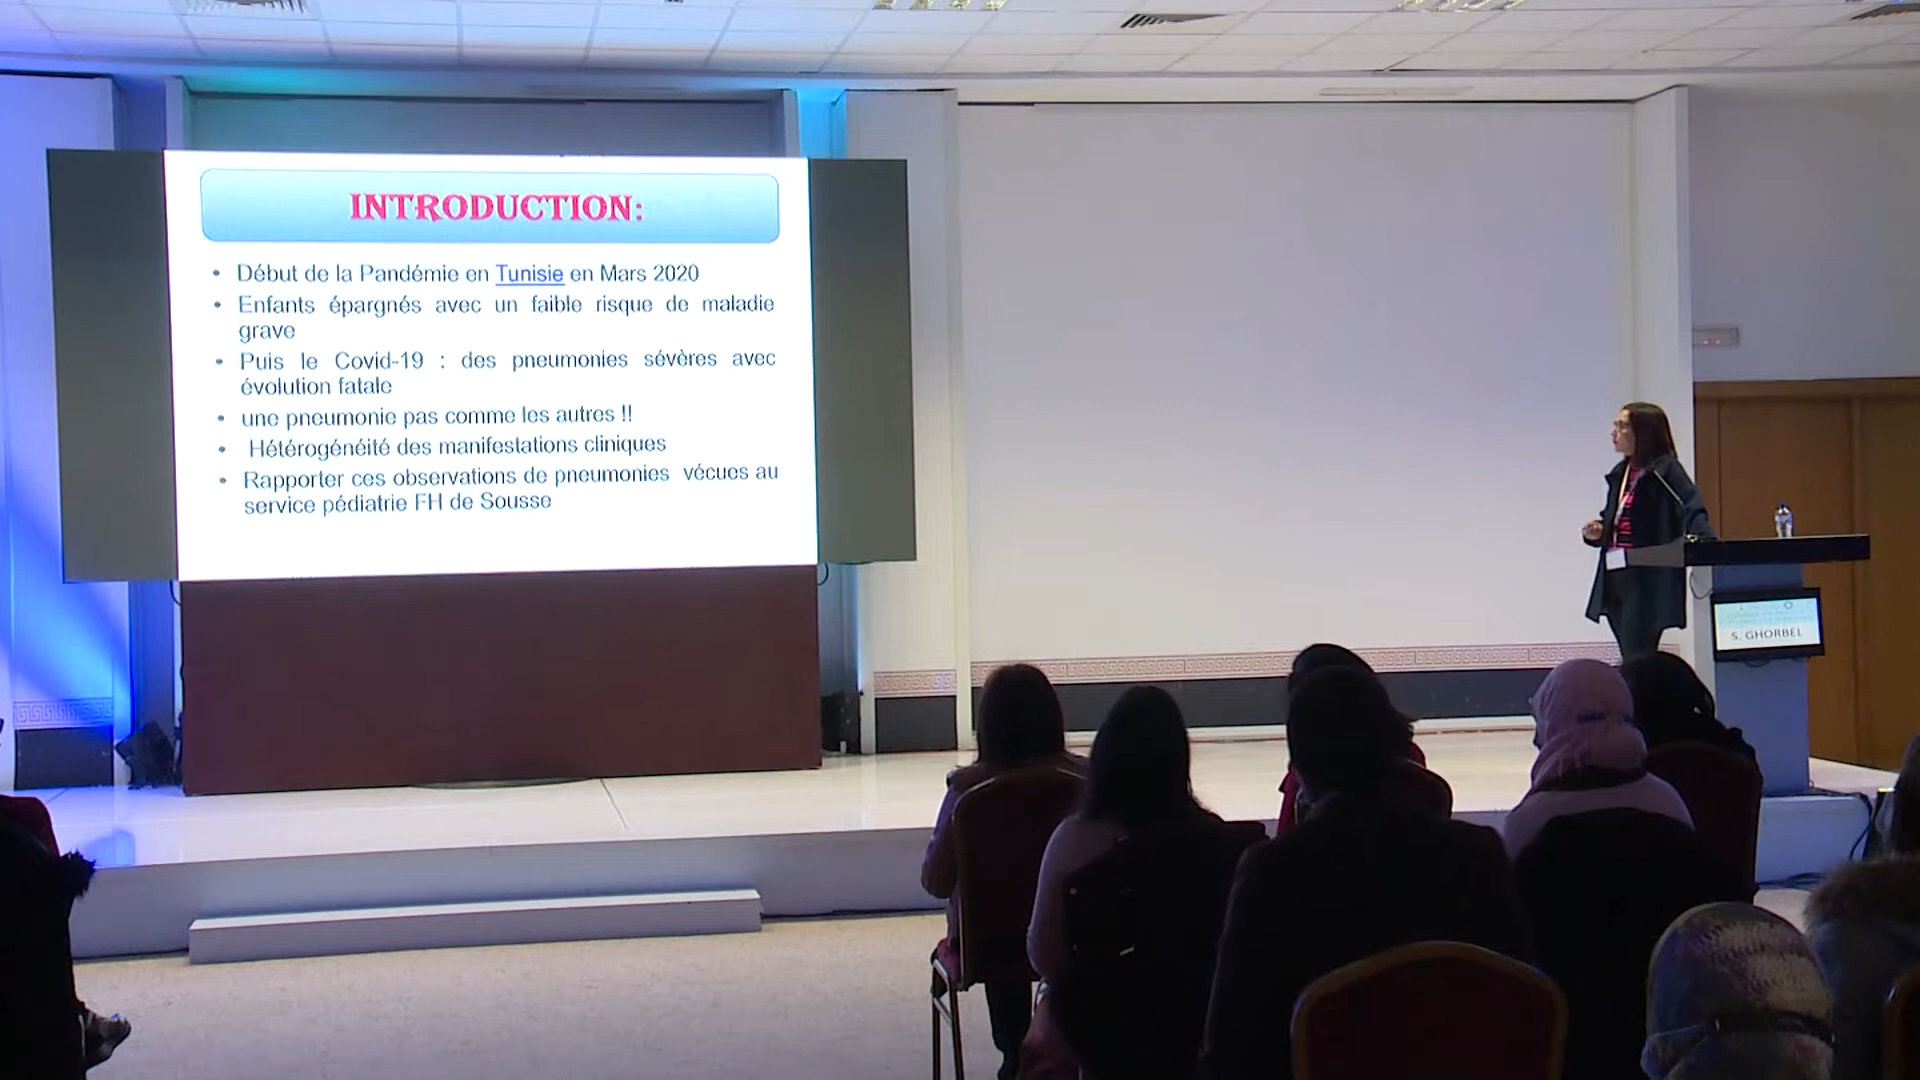 INTRODUCTION:
• Début de la Pandémie en Tunisie en Mars 2020
• Enfants épargnés avec un faible risque de maladie
grave
• Puis le Covid-19 : des pneumonies sévères avec
évolution fatale
• une pneumonie pas comme les autres !!
• Hétérogénéité des manifestations cliniques
• Rapporter ces observations de pneumonies vécues au
service pédiatrie FH de Sousse
S. GHORBEL